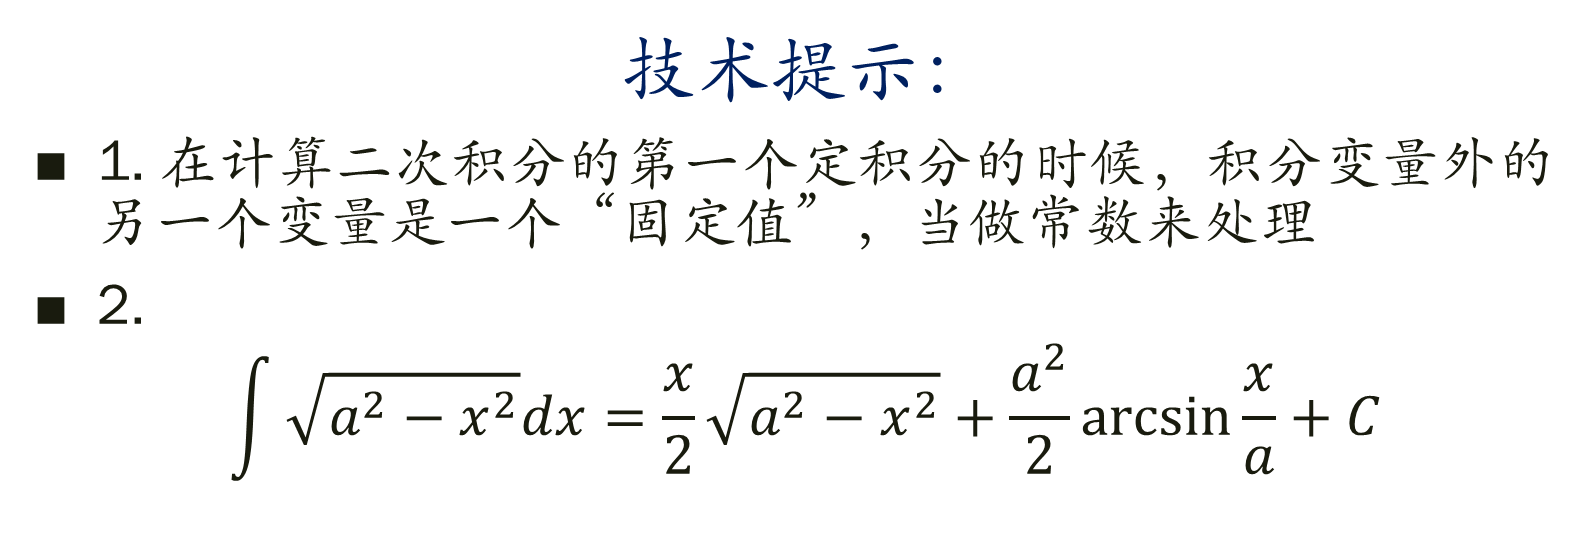 技术提示：
■ 1. 在计算二次积分的第一个定积分的时候，积分变量外的
另一个变量是一个“固定值”，当做常数来处理
■ 2.
∫ √(a² − x²) dx = x/2 √(a² − x²) + a²/2 arcsin x/a + C